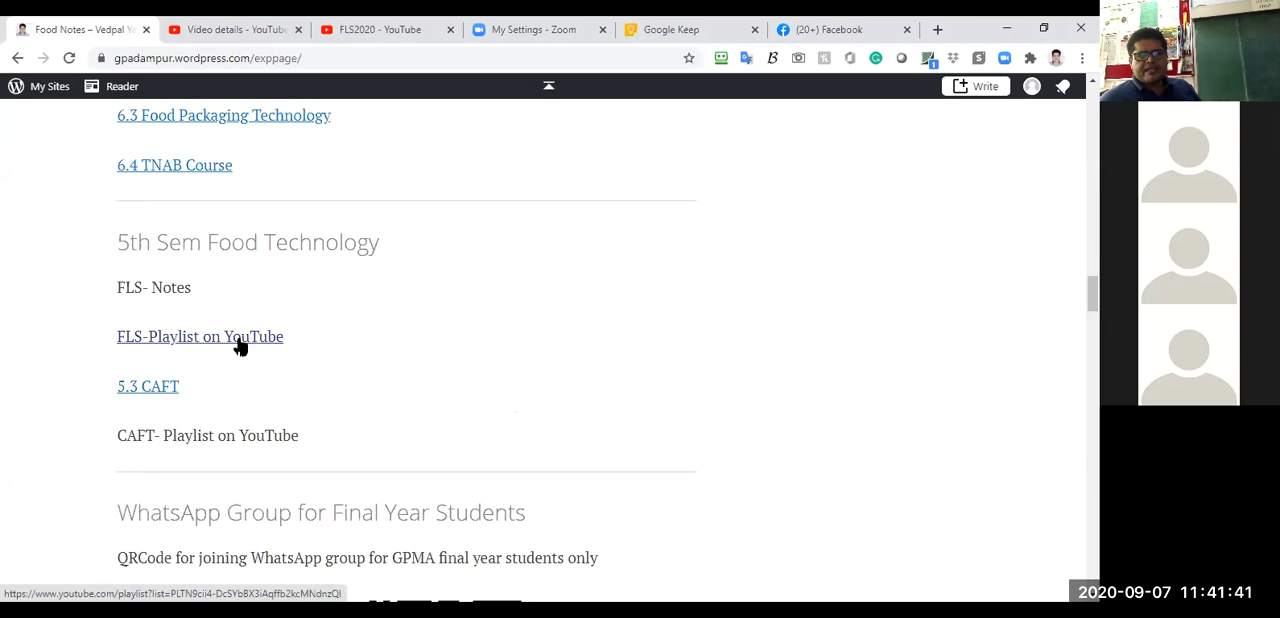 Food Notes – Vedpal Ya
Video details - YouTube
FLS2020 - YouTube
My Settings - Zoom
Google Keep
(20+) Facebook
gpadampur.wordpress.com/exppage/
My Sites
Reader
Write
6.3 Food Packaging Technology
6.4 TNAB Course
5th Sem Food Technology
FLS- Notes
FLS-Playlist on YouTube
5.3 CAFT
CAFT- Playlist on YouTube
WhatsApp Group for Final Year Students
QRCode for joining WhatsApp group for GPMA final year students only
https://www.youtube.com/playlist?list=PLTN9cii4-DcSYbBX3iAqffb2kcMNdnzQI
2020-09-07 11:41:41